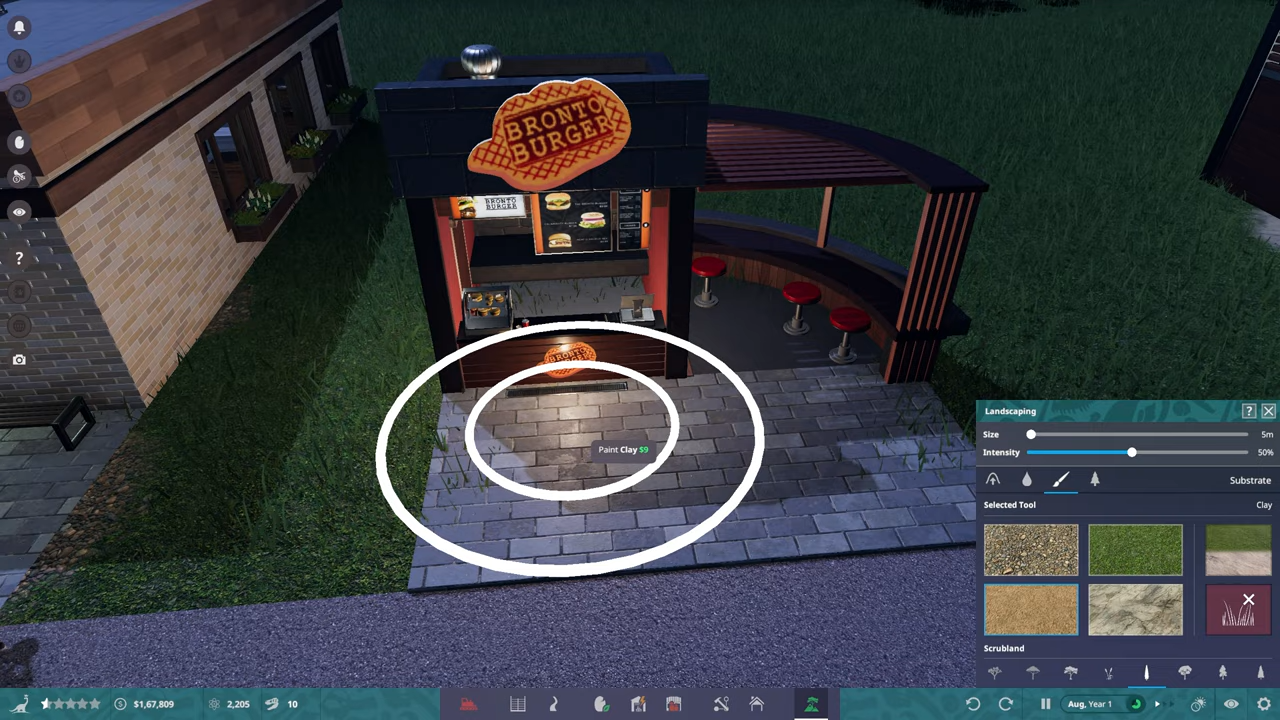 BRONTO
BURGER
BRONTO
BURGER
BRONTO
Paint Clay $9
Landscaping
?
Size
5m
Intensity
50%
Substrate
Selected Tool
Clay
Scrubland
?
$1,67,809
2,205
10
Aug, Year 1